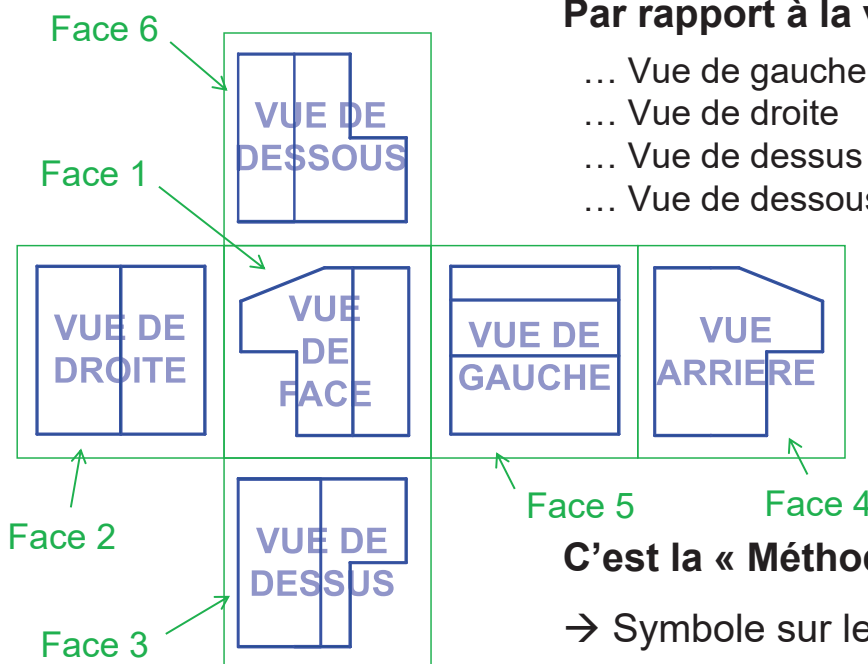 Par rapport à la v
Face 6
… Vue de gauche
… Vue de droite
… Vue de dessus
… Vue de dessous
VUE DE
DESSOUS
Face 1
VUE DE
DROITE
VUE
DE
FACE
VUE DE
GAUCHE
VUE
ARRIERE
Face 2
Face 5
Face 4
VUE DE
DESSUS
Face 3
C’est la « Méthod
→ Symbole sur le